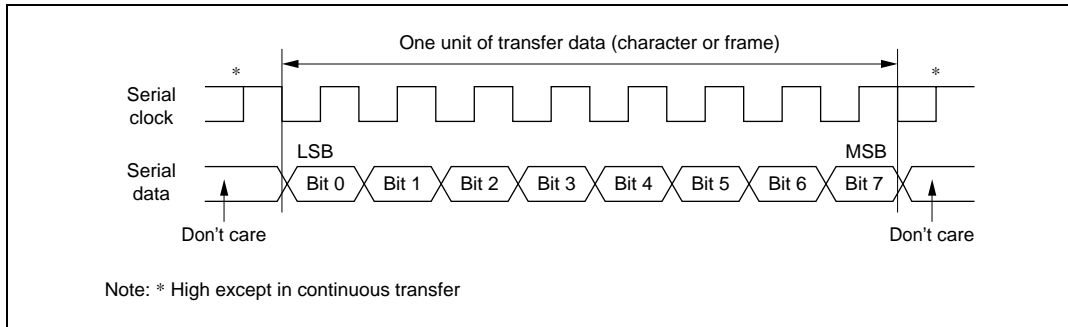 One unit of transfer data (character or frame)
* *
Serial
clock
LSB MSB
Serial
data
Bit 0 Bit 1 Bit 2 Bit 3 Bit 4 Bit 5 Bit 6 Bit 7
Don't care Don't care
Note: * High except in continuous transfer